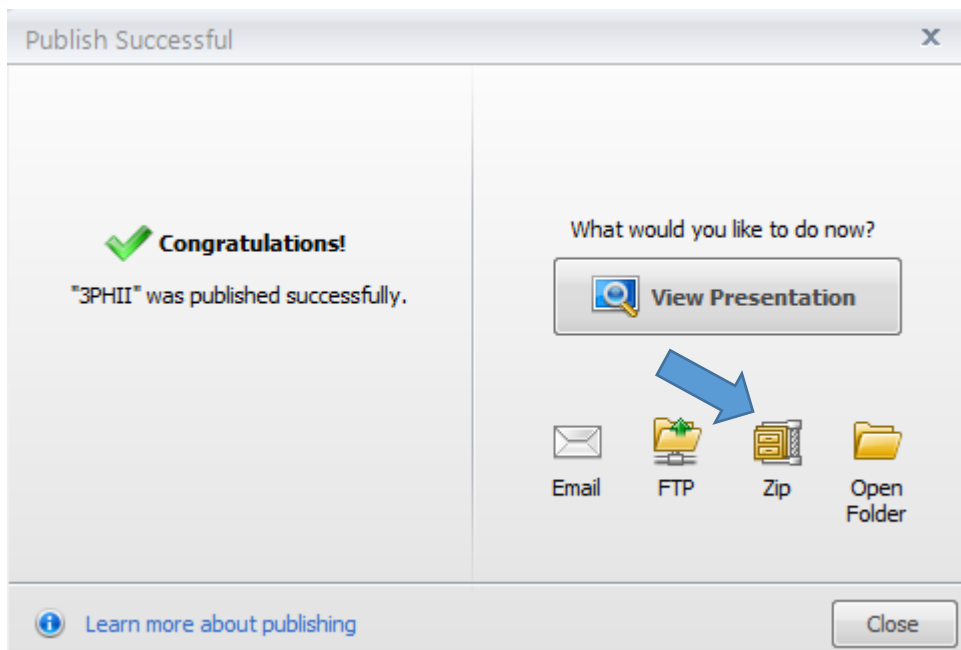 Publish Successful
x
Congratulations!
"3PHII" was published successfully.
What would you like to do now?
View Presentation
Email
FTP
Zip
Open
Folder
Learn more about publishing
Close